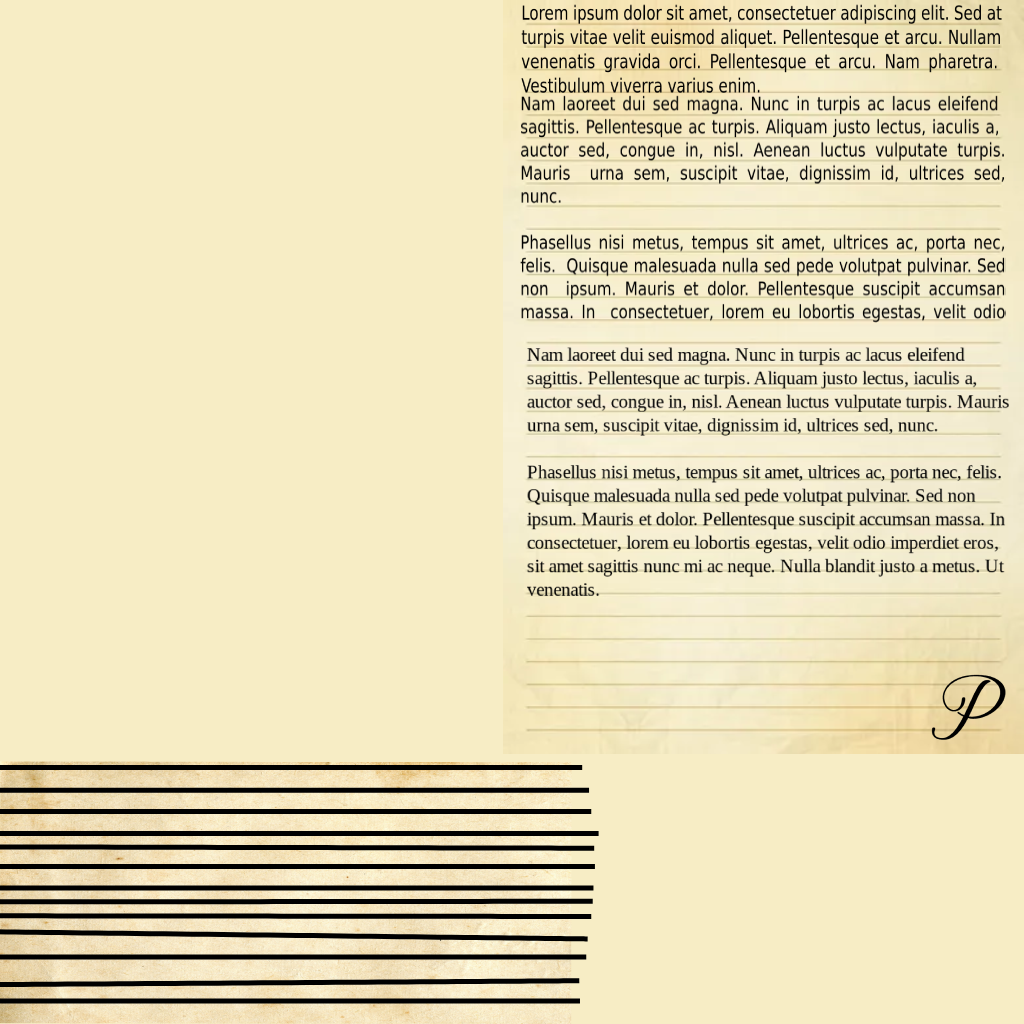 Lorem ipsum dolor sit amet, consectetuer adipiscing elit. Sed at
turpis vitae velit euismod aliquet. Pellentesque et arcu. Nullam
venenatis gravida orci. Pellentesque et arcu. Nam pharetra.
Vestibulum viverra varius enim.
Nam laoreet dui sed magna. Nunc in turpis ac lacus eleifend
sagittis. Pellentesque ac turpis. Aliquam justo lectus, iaculis a,
auctor sed, congue in, nisl. Aenean luctus vulputate turpis.
Mauris urna sem, suscipit vitae, dignissim id, ultrices sed,
nunc.
Phasellus nisi metus, tempus sit amet, ultrices ac, porta nec,
felis. Quisque malesuada nulla sed pede volutpat pulvinar. Sed
non ipsum. Mauris et dolor. Pellentesque suscipit accumsan
massa. In consectetuer, lorem eu lobortis egestas, velit odio
Nam laoreet dui sed magna. Nunc in turpis ac lacus eleifend
sagittis. Pellentesque ac turpis. Aliquam justo lectus, iaculis a,
auctor sed, congue in, nisl. Aenean luctus vulputate turpis. Mauris
urna sem, suscipit vitae, dignissim id, ultrices sed, nunc.
Phasellus nisi metus, tempus sit amet, ultrices ac, porta nec, felis.
Quisque malesuada nulla sed pede volutpat pulvinar. Sed non
ipsum. Mauris et dolor. Pellentesque suscipit accumsan massa. In
consectetuer, lorem eu lobortis egestas, velit odio imperdiet eros,
sit amet sagittis nunc mi ac neque. Nulla blandit justo a metus. Ut
venenatis.
P